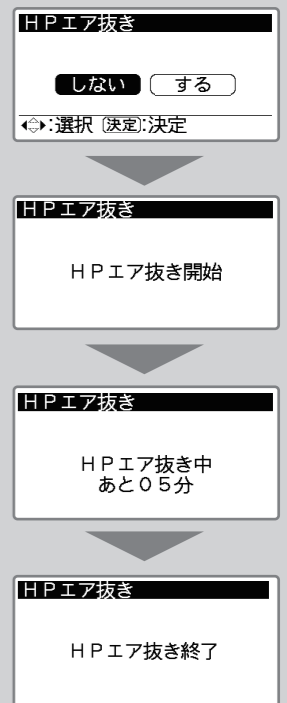 ＨＰエア抜き
しない する
:選択 決定:決定
ＨＰエア抜き
ＨＰエア抜き開始
ＨＰエア抜き
ＨＰエア抜き中
あと０５分
ＨＰエア抜き
ＨＰエア抜き終了